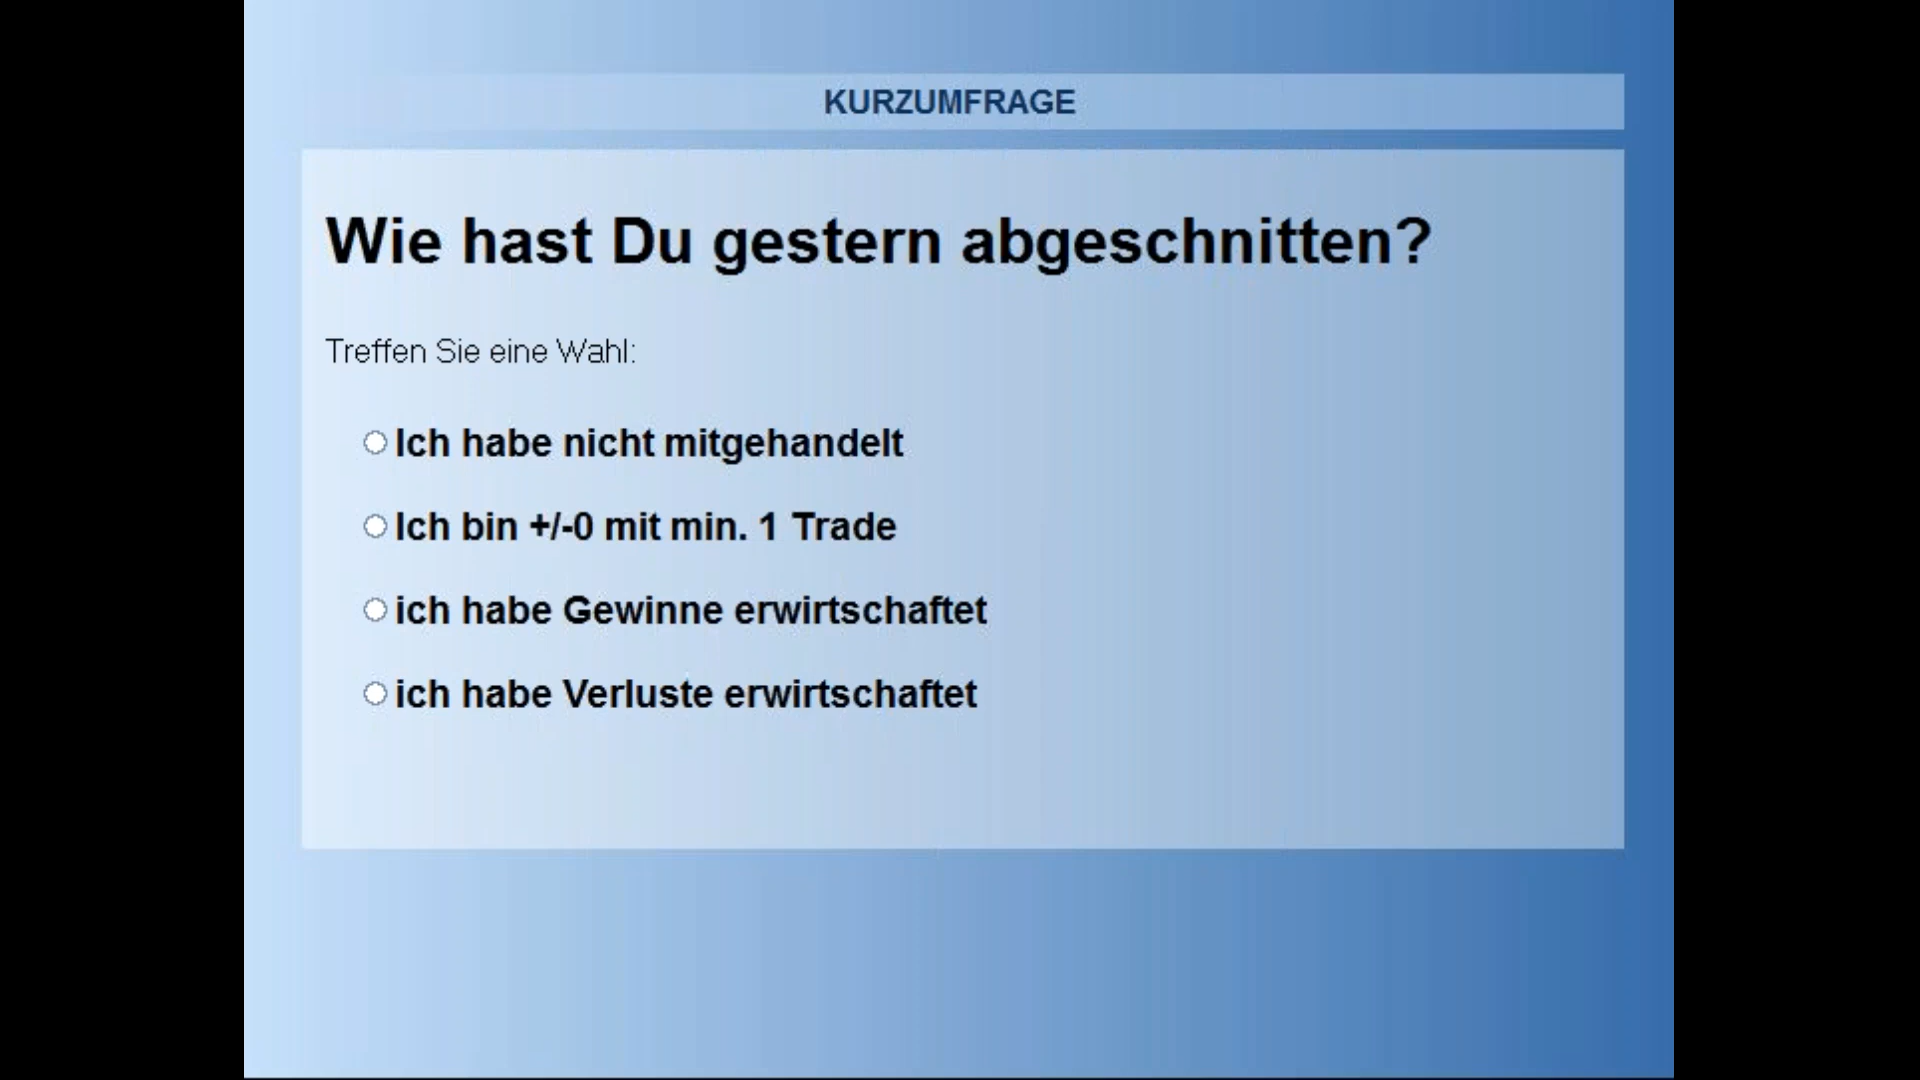 KURZUMFRAGE
Wie hast Du gestern abgeschnitten?
Treffen Sie eine Wahl:
Ich habe nicht mitgehandelt
Ich bin +/-0 mit min. 1 Trade
ich habe Gewinne erwirtschaftet
ich habe Verluste erwirtschaftet